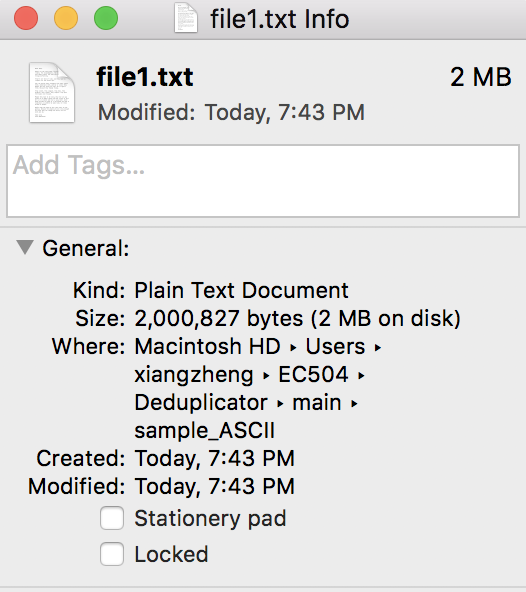 file1.txt Info
file1.txt 2 MB
Modified: Today, 7:43 PM
Add Tags...
General:
Kind: Plain Text Document
Size: 2,000,827 bytes (2 MB on disk)
Where: Macintosh HD ▸ Users ▸
xiangzheng ▸ EC504 ▸
Deduplicator ▸ main ▸
sample_ASCII
Created: Today, 7:43 PM
Modified: Today, 7:43 PM
Stationery pad
Locked